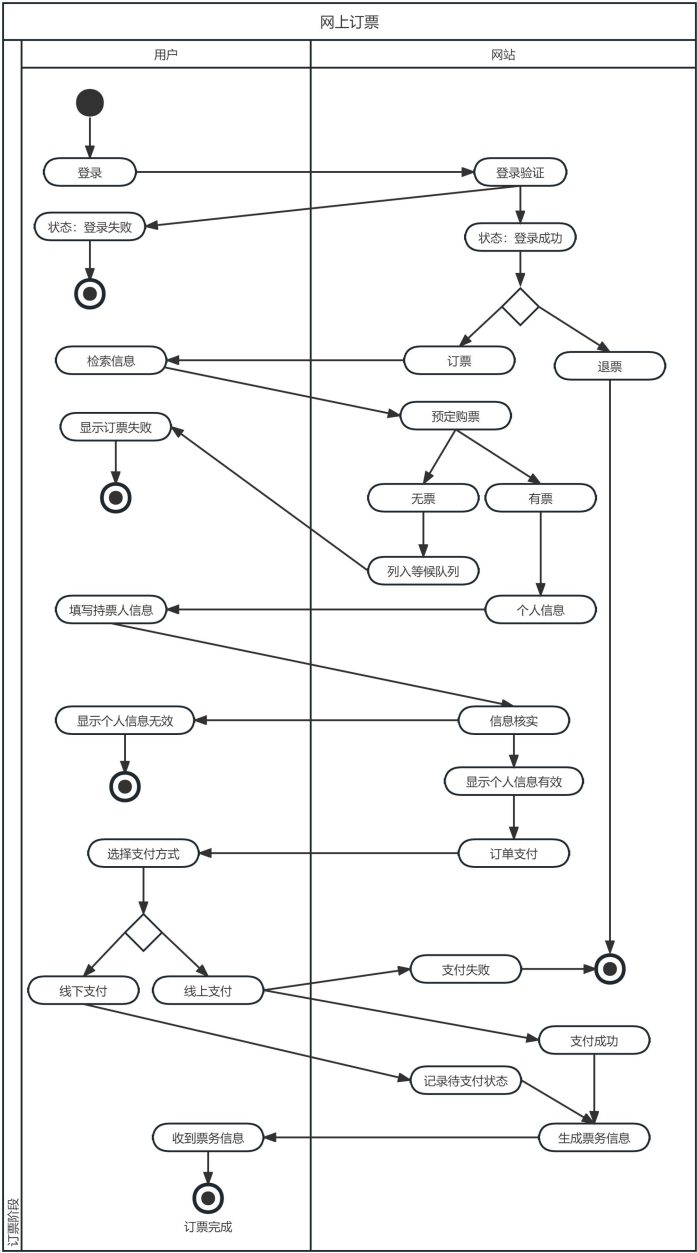 网上订票
用户
网站
登录
登录验证
状态：登录失败
状态：登录成功
检索信息
订票
退票
显示订票失败
预定购票
无票
有票
列入等候队列
填写持票人信息
个人信息
显示个人信息无效
信息核实
显示个人信息有效
选择支付方式
订单支付
支付失败
线下支付
线上支付
支付成功
记录待支付状态
收到票务信息
生成票务信息
订票完成
订票阶段